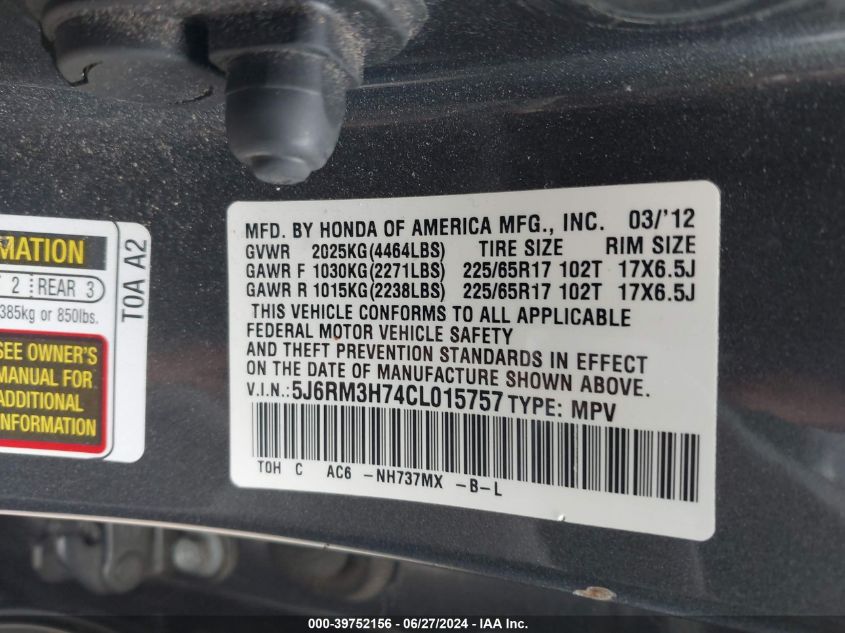 MATION
2 REAR 3
385kg or 850lbs.
SEE OWNER'S
MANUAL FOR
ADDITIONAL
INFORMATION
T0A A2
MFD. BY HONDA OF AMERICA MFG., INC. 03/'12
GVWR 2025KG(4464LBS) TIRE SIZE RIM SIZE
GAWR F 1030KG(2271LBS) 225/65R17 102T 17X6.5J
GAWR R 1015KG(2238LBS) 225/65R17 102T 17X6.5J
THIS VEHICLE CONFORMS TO ALL APPLICABLE
FEDERAL MOTOR VEHICLE SAFETY
AND THEFT PREVENTION STANDARDS IN EFFECT
ON THE DATE OF MANUFACTURE SHOWN ABOVE.
V.I.N.: 5J6RM3H74CL015757 TYPE: MPV
T0H C AC6 -NH737MX -B-L
000-39752156 - 06/27/2024 - IAA Inc.